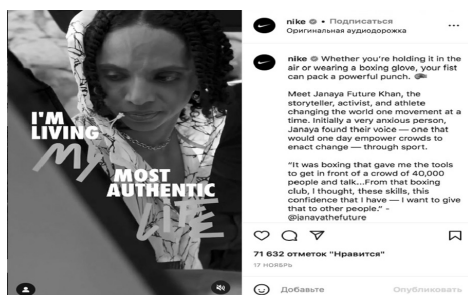 I'M
LIVING
My
MOST
AUTHENTIC
LIFE
nike • Подписаться
Оригинальная аудиодорожка
nike Whether you're holding it in the
air or wearing a boxing glove, your fist
can pack a powerful punch.
Meet Janaya Future Khan, the
storyteller, activist, and athlete
changing the world one movement at a
time. Initially a very anxious person,
Janaya found their voice — one that
would one day empower crowds to
enact change — through sport.
"It was boxing that gave me the tools
to get in front of a crowd of 40,000
people and talk...From that boxing
club, I thought, these skills, this
confidence that I have — I want to give
that to other people." -
@janayathefuture
71 632 отметок "Нравится"
17 НОЯБРЬ
Добавьте Опубликовать